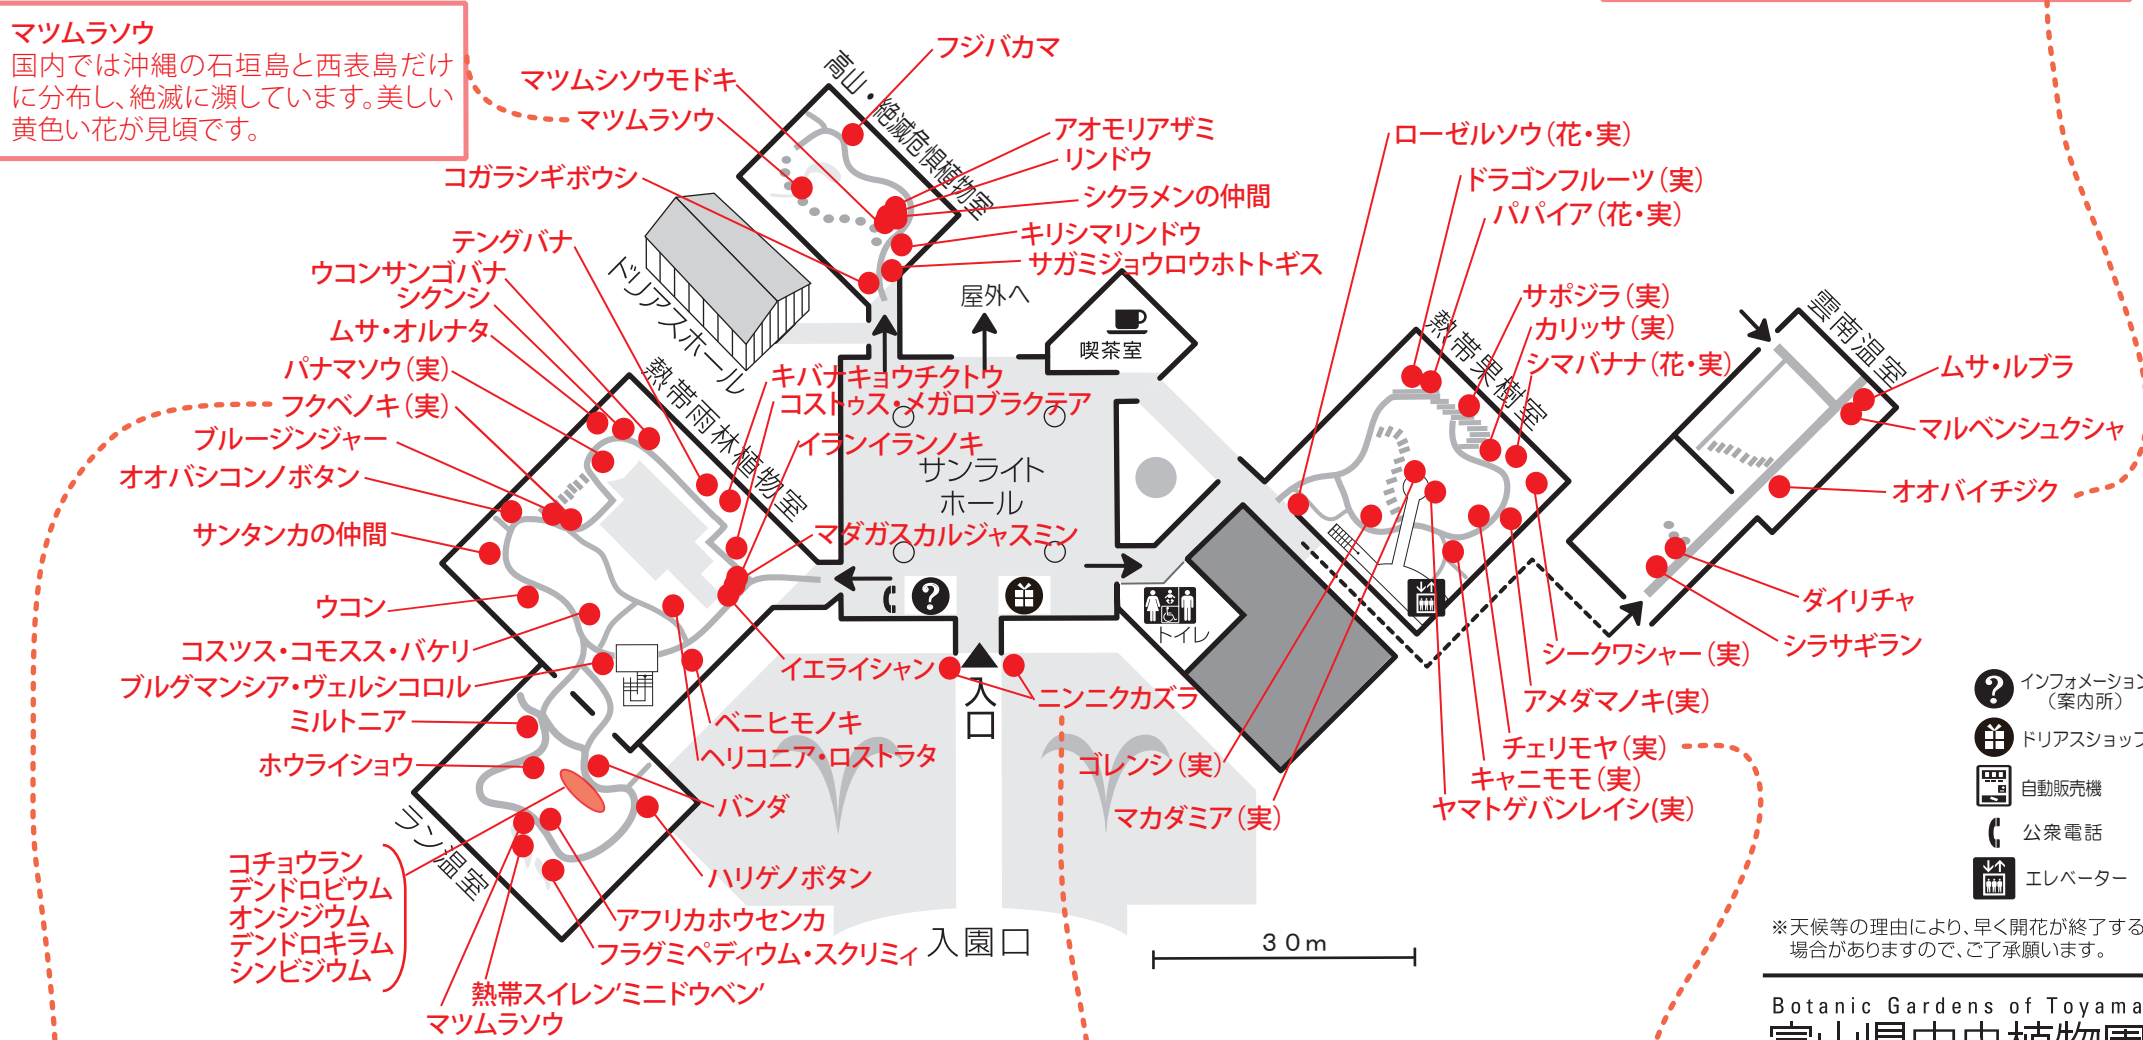 マツムラソウ
国内では沖縄の石垣島と西表島だけ
に分布し、絶滅に瀕しています。美しい
黄色い花が見頃です。
フジバカマ
マツムシソウモドキ
マツムラソウ
コガラシギボウシ
高山・絶滅危惧植物室
アオモリアザミ
リンドウ
シクラメンの仲間
キリシマリンドウ
サガミジョウロウホトトギス
ドリアスホール
屋外へ
喫茶室
テングバナ
ウコンサンゴバナ
シクンシ
ムサ・オルナタ
パナマソウ（実）
フクベノキ（実）
ブルージンジャー
オオバシコンノボタン
サンタンカの仲間
ウコン
コスツス・コモスス・バケリ
ブルグマンシア・ヴェルシコロル
ミルトニア
ホウライショウ
熱帯雨林植物室
キバナキョウチクトウ
コストゥス・メガロブラクテア
イランイランノキ
サンライト
ホール
マダガスカルジャスミン
イエライシャン
ベニヒモノキ
ヘリコニア・ロストラタ
バンダ
ハリゲノボタン
アフリカホウセンカ
フラグミペディウム・スクリミィ
熱帯スイレン'ミニドウベン'
マツムラソウ
ラン温室
コチョウラン
デンドロビウム
オンシジウム
デンドロキラム
シンビジウム
入口
ニンニクカズラ
入園口
トイレ
30m
ローゼルソウ（花・実）
ドラゴンフルーツ（実）
パパイア（花・実）
サポジラ（実）
カリッサ（実）
シマバナナ（花・実）
熱帯果樹室
シークワシャー（実）
アメダマノキ(実)
チェリモヤ（実）
キャニモモ（実）
ヤマトゲバンレイシ(実)
ゴレンシ（実）
マカダミア（実）
雲南温室
ムサ・ルブラ
マルベンシュクシャ
オオバイチジク
ダイリチャ
シラサギラン
インフォメーション
（案内所）
ドリアスショップ
自動販売機
公衆電話
エレベーター
※天候等の理由により、早く開花が終了する
場合がありますので、ご了承願います。
Botanic Gardens of Toyama
富山県中央植物園